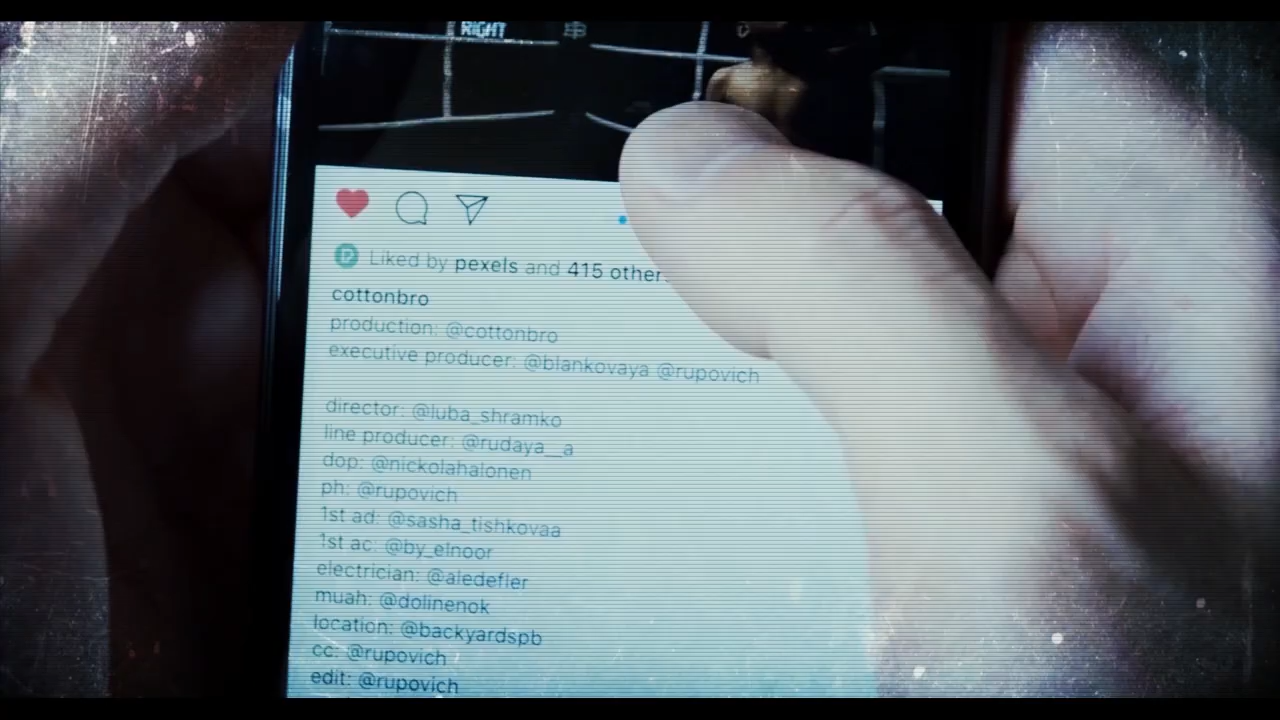 RIGHT
Liked by pexels and 415 others
cottonbro
production: @cottonbro
executive producer: @blankovaya @rupovich
director: @luba_shramko
line producer: @rudaya__a
dop: @nickolahalonen
ph: @rupovich
1st ad: @sasha_tishkovaa
1st ac: @by_elnoor
electrician: @aledefler
muah: @dolinenok
location: @backyardspb
cc: @rupovich
edit: @rupovich